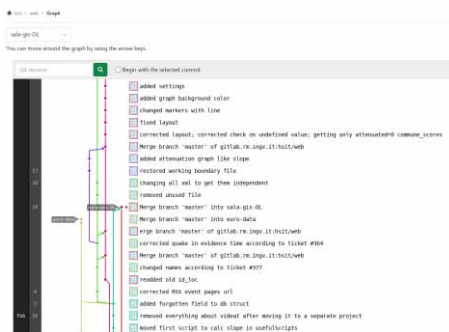 web / Graph
sala-gis-OL
You can move around the graph by using the arrow keys.
Git revision
Begin with the selected commit
added settings
added graph background color
changed markers with line
fixed layout
corrected layout; corrected check on undefined value; getting only attenuated=0 commune_scores
Merge branch 'master' of gitlab.rm.ingv.it:hsit/web
added attenuation graph like slope
restored working boundary file
changing all xml to get them independent
removed unused file
Merge branch 'master' into sala-gis-OL
Merge branch 'master' into euro-data
erge branch 'master' of gitlab.rm.ingv.it:hsit/web
corrected quake in evidence time according to ticket #364
Merge branch 'master' of gitlab.rm.ingv.it:hsit/web
changed names according to ticket #377
readded old id_loc
corrected RSS event pages url
added forgotten field to db struct
Feb
removed everything about videat after moving it to a separate project
moved first script to calc slope in usefulScripts